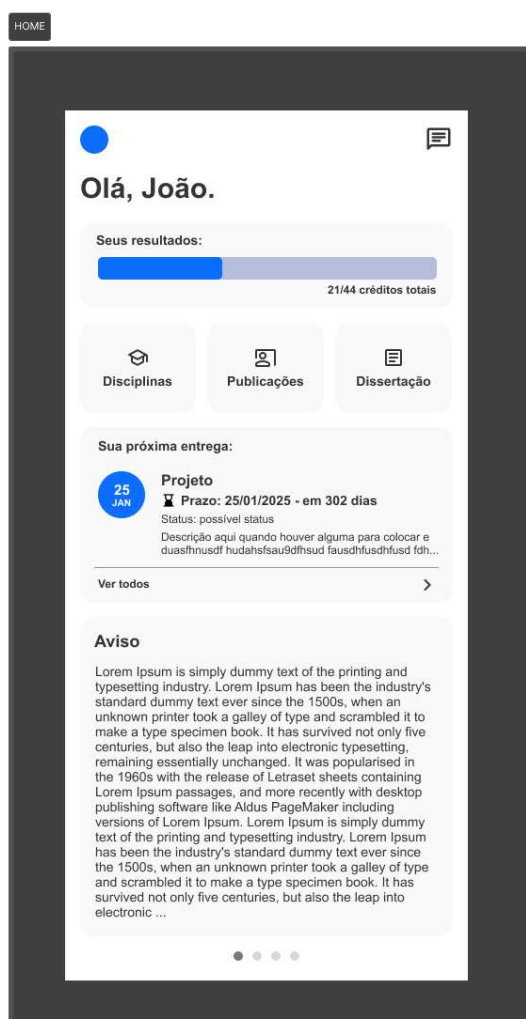 HOME
Olá, João.
Seus resultados:
21/44 créditos totais
Disciplinas
Publicações
Dissertação
Sua próxima entrega:
25
JAN
Projeto
Prazo: 25/01/2025 - em 302 dias
Status: possível status
Descrição aqui quando houver alguma para colocar e
duasfhnusdf hudahsfsau9dfhsud fausdhfusdhfusd fdh...
Ver todos
Aviso
Lorem Ipsum is simply dummy text of the printing and
typesetting industry. Lorem Ipsum has been the industry's
standard dummy text ever since the 1500s, when an
unknown printer took a galley of type and scrambled it to
make a type specimen book. It has survived not only five
centuries, but also the leap into electronic typesetting,
remaining essentially unchanged. It was popularised in
the 1960s with the release of Letraset sheets containing
Lorem Ipsum passages, and more recently with desktop
publishing software like Aldus PageMaker including
versions of Lorem Ipsum. Lorem Ipsum is simply dummy
text of the printing and typesetting industry. Lorem Ipsum
has been the industry's standard dummy text ever since
the 1500s, when an unknown printer took a galley of type
and scrambled it to make a type specimen book. It has
survived not only five centuries, but also the leap into
electronic ...